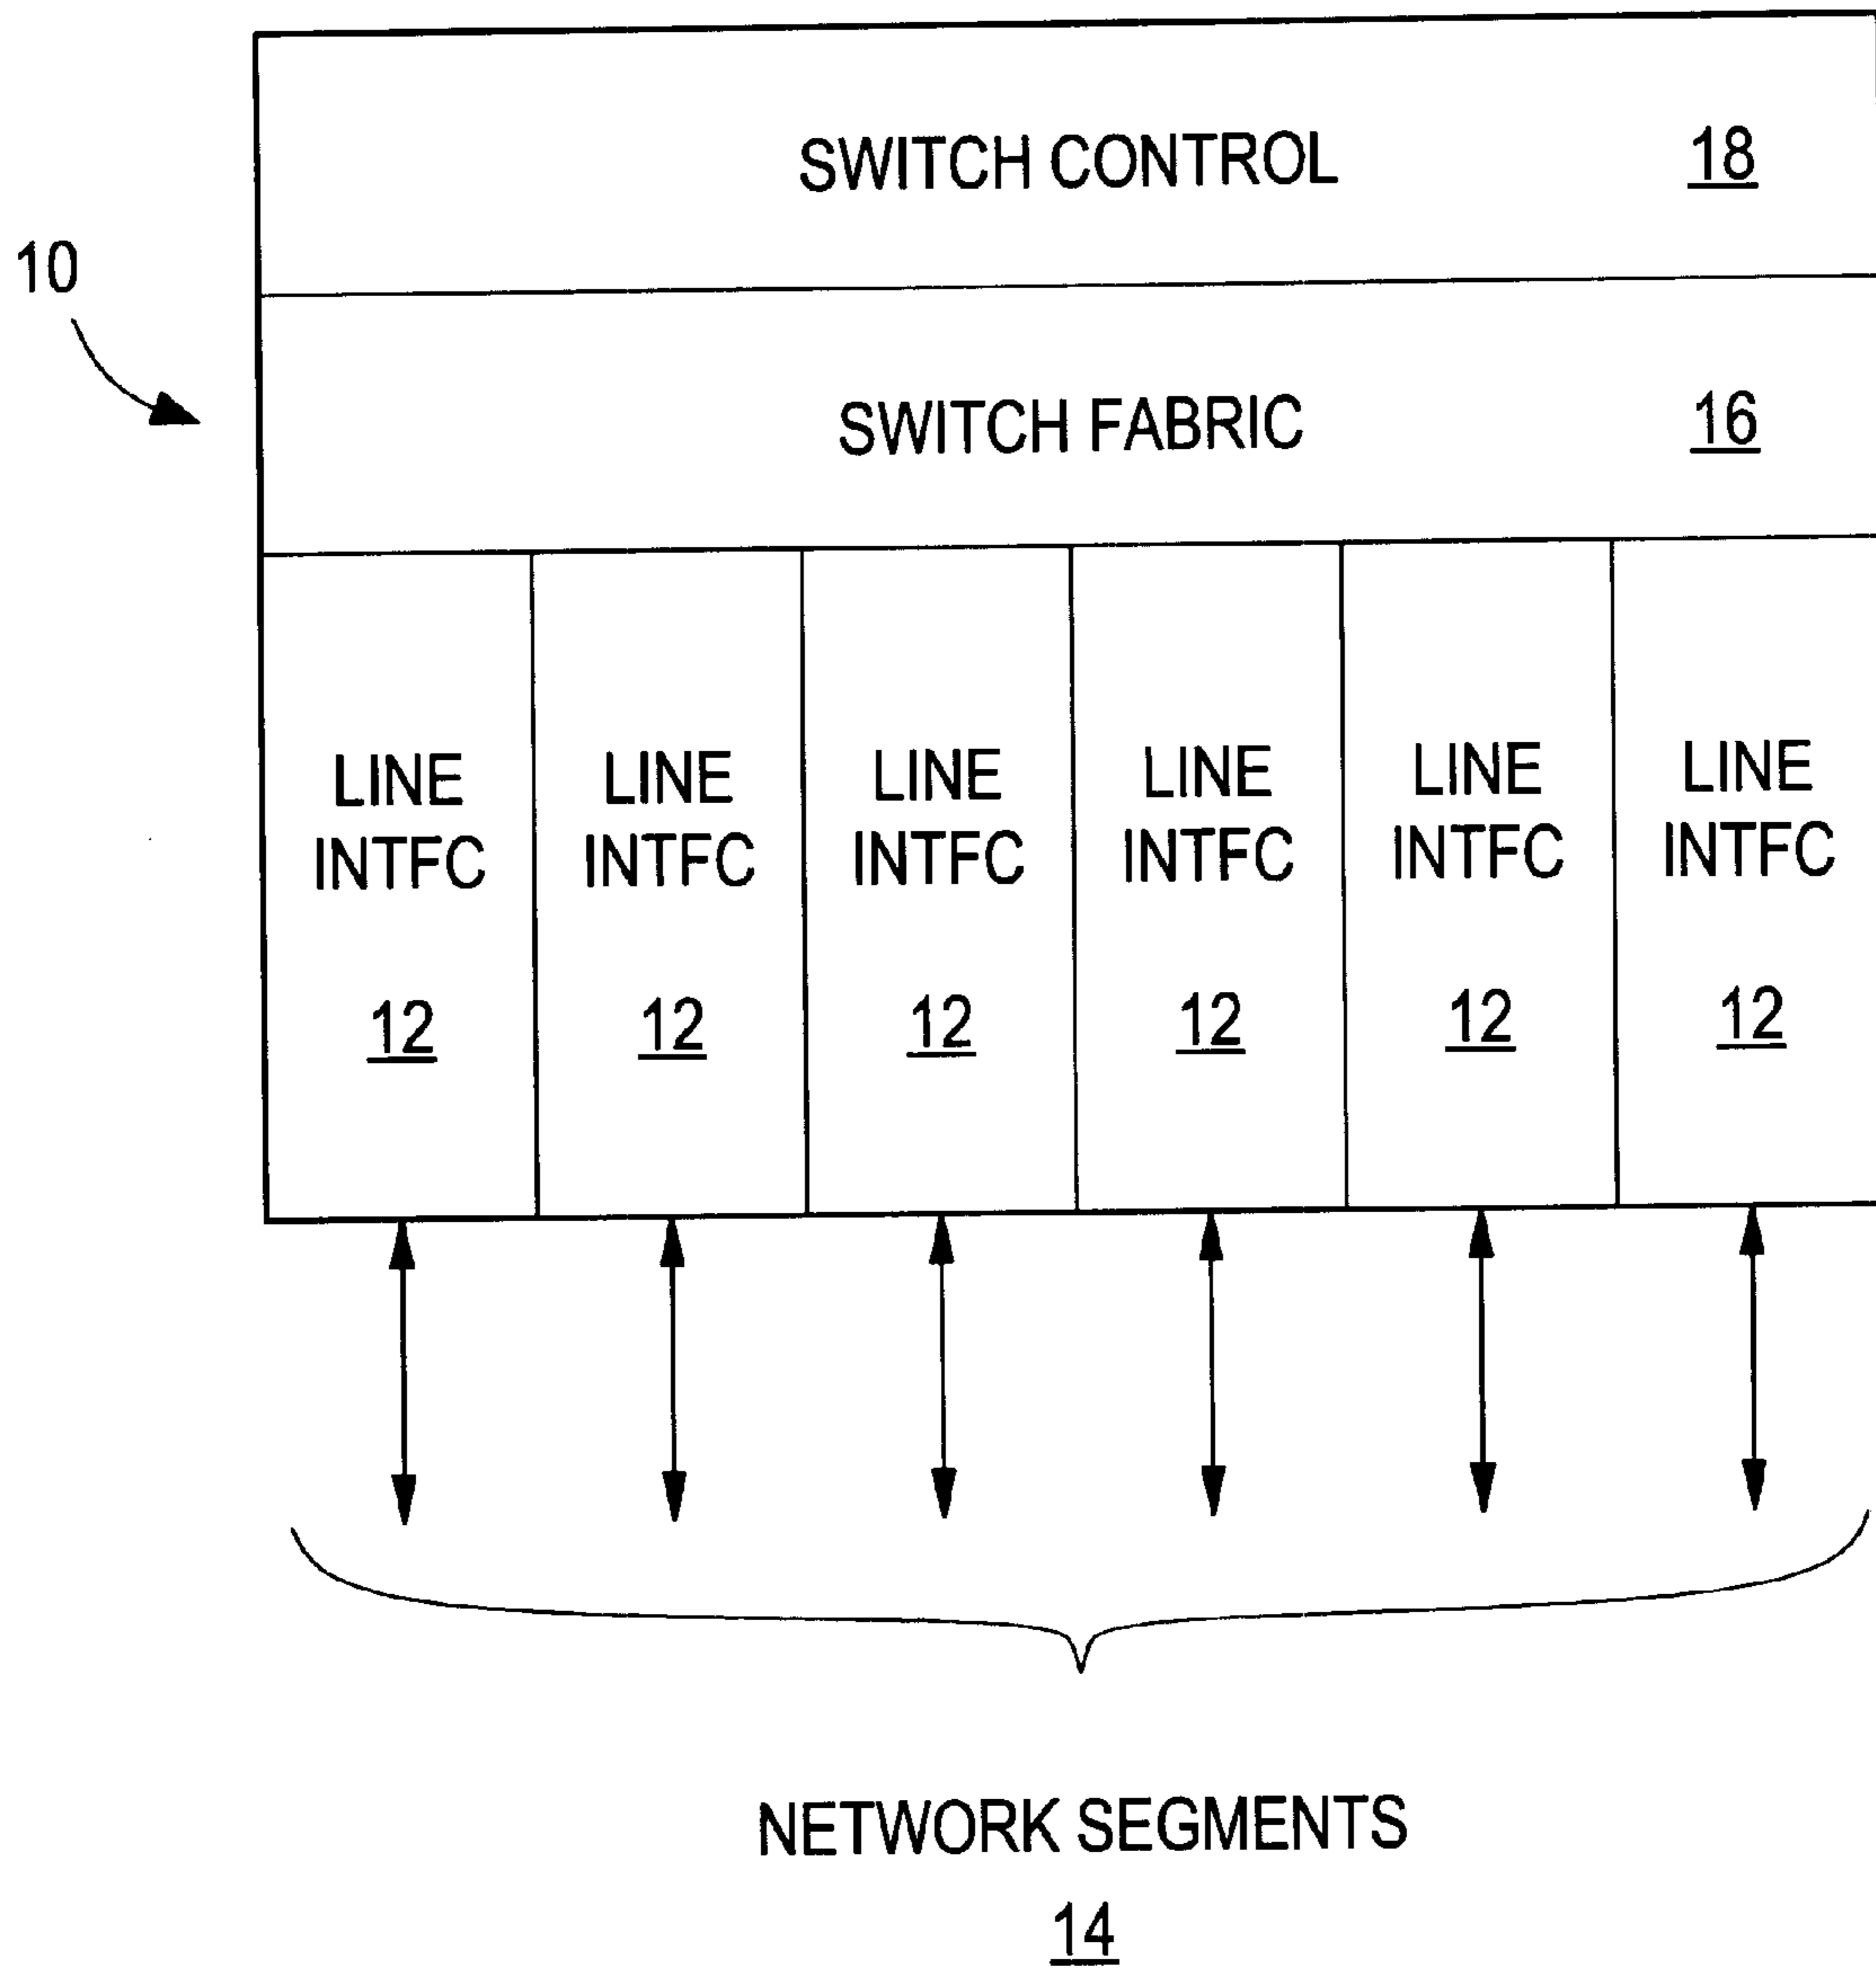 SWITCH CONTROL 18
10
SWITCH FABRIC 16
LINE INTFC 12
LINE INTFC 12
LINE INTFC 12
LINE INTFC 12
LINE INTFC 12
LINE INTFC 12
NETWORK SEGMENTS
14